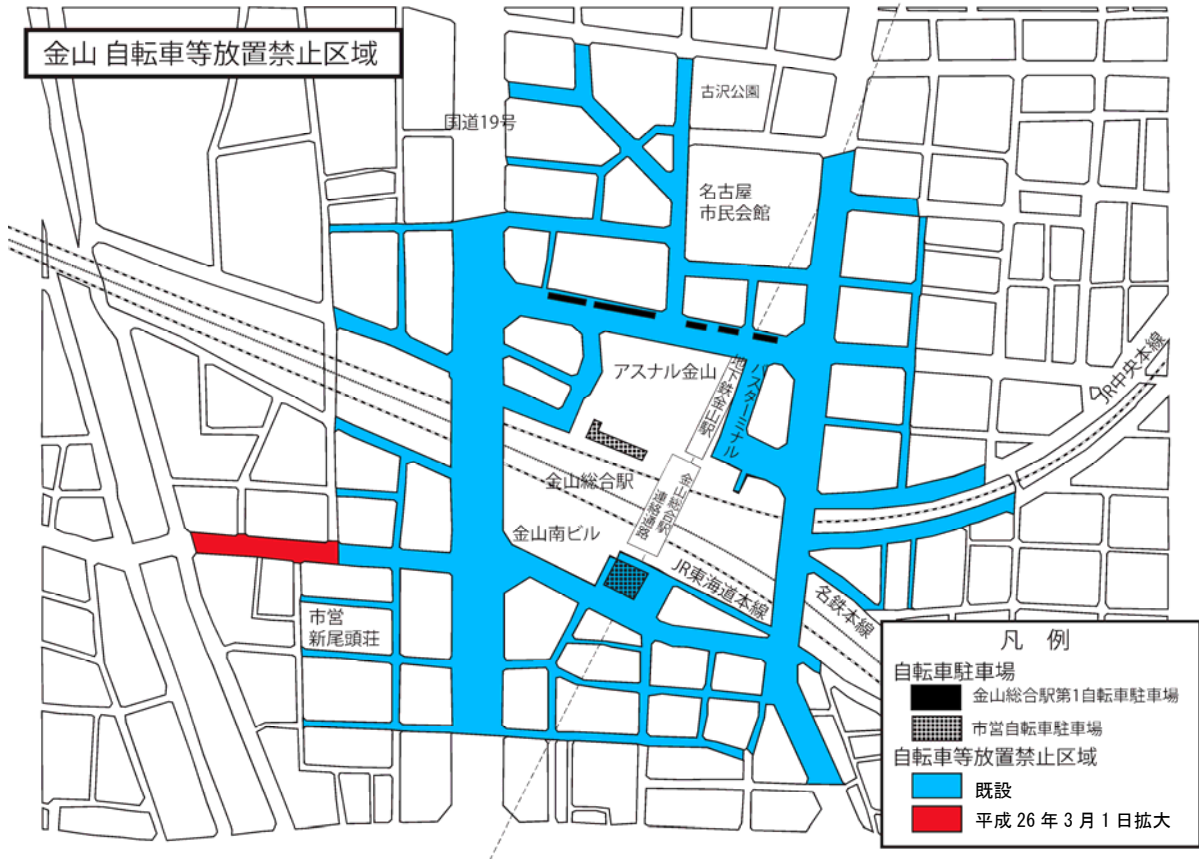 金山 自転車等放置禁止区域
古沢公園
国道19号
名古屋
市民会館
アスナル金山
地下鉄金山駅
バスターミナル
JR中央本線
金山総合駅
金山総合駅
連絡通路
金山南ビル
JR東海道本線
名鉄本線
市営
新尾頭荘
凡 例
自転車駐車場
金山総合駅第1自転車駐車場
市営自転車駐車場
自転車等放置禁止区域
既設
平成 26 年 3 月 1 日拡大